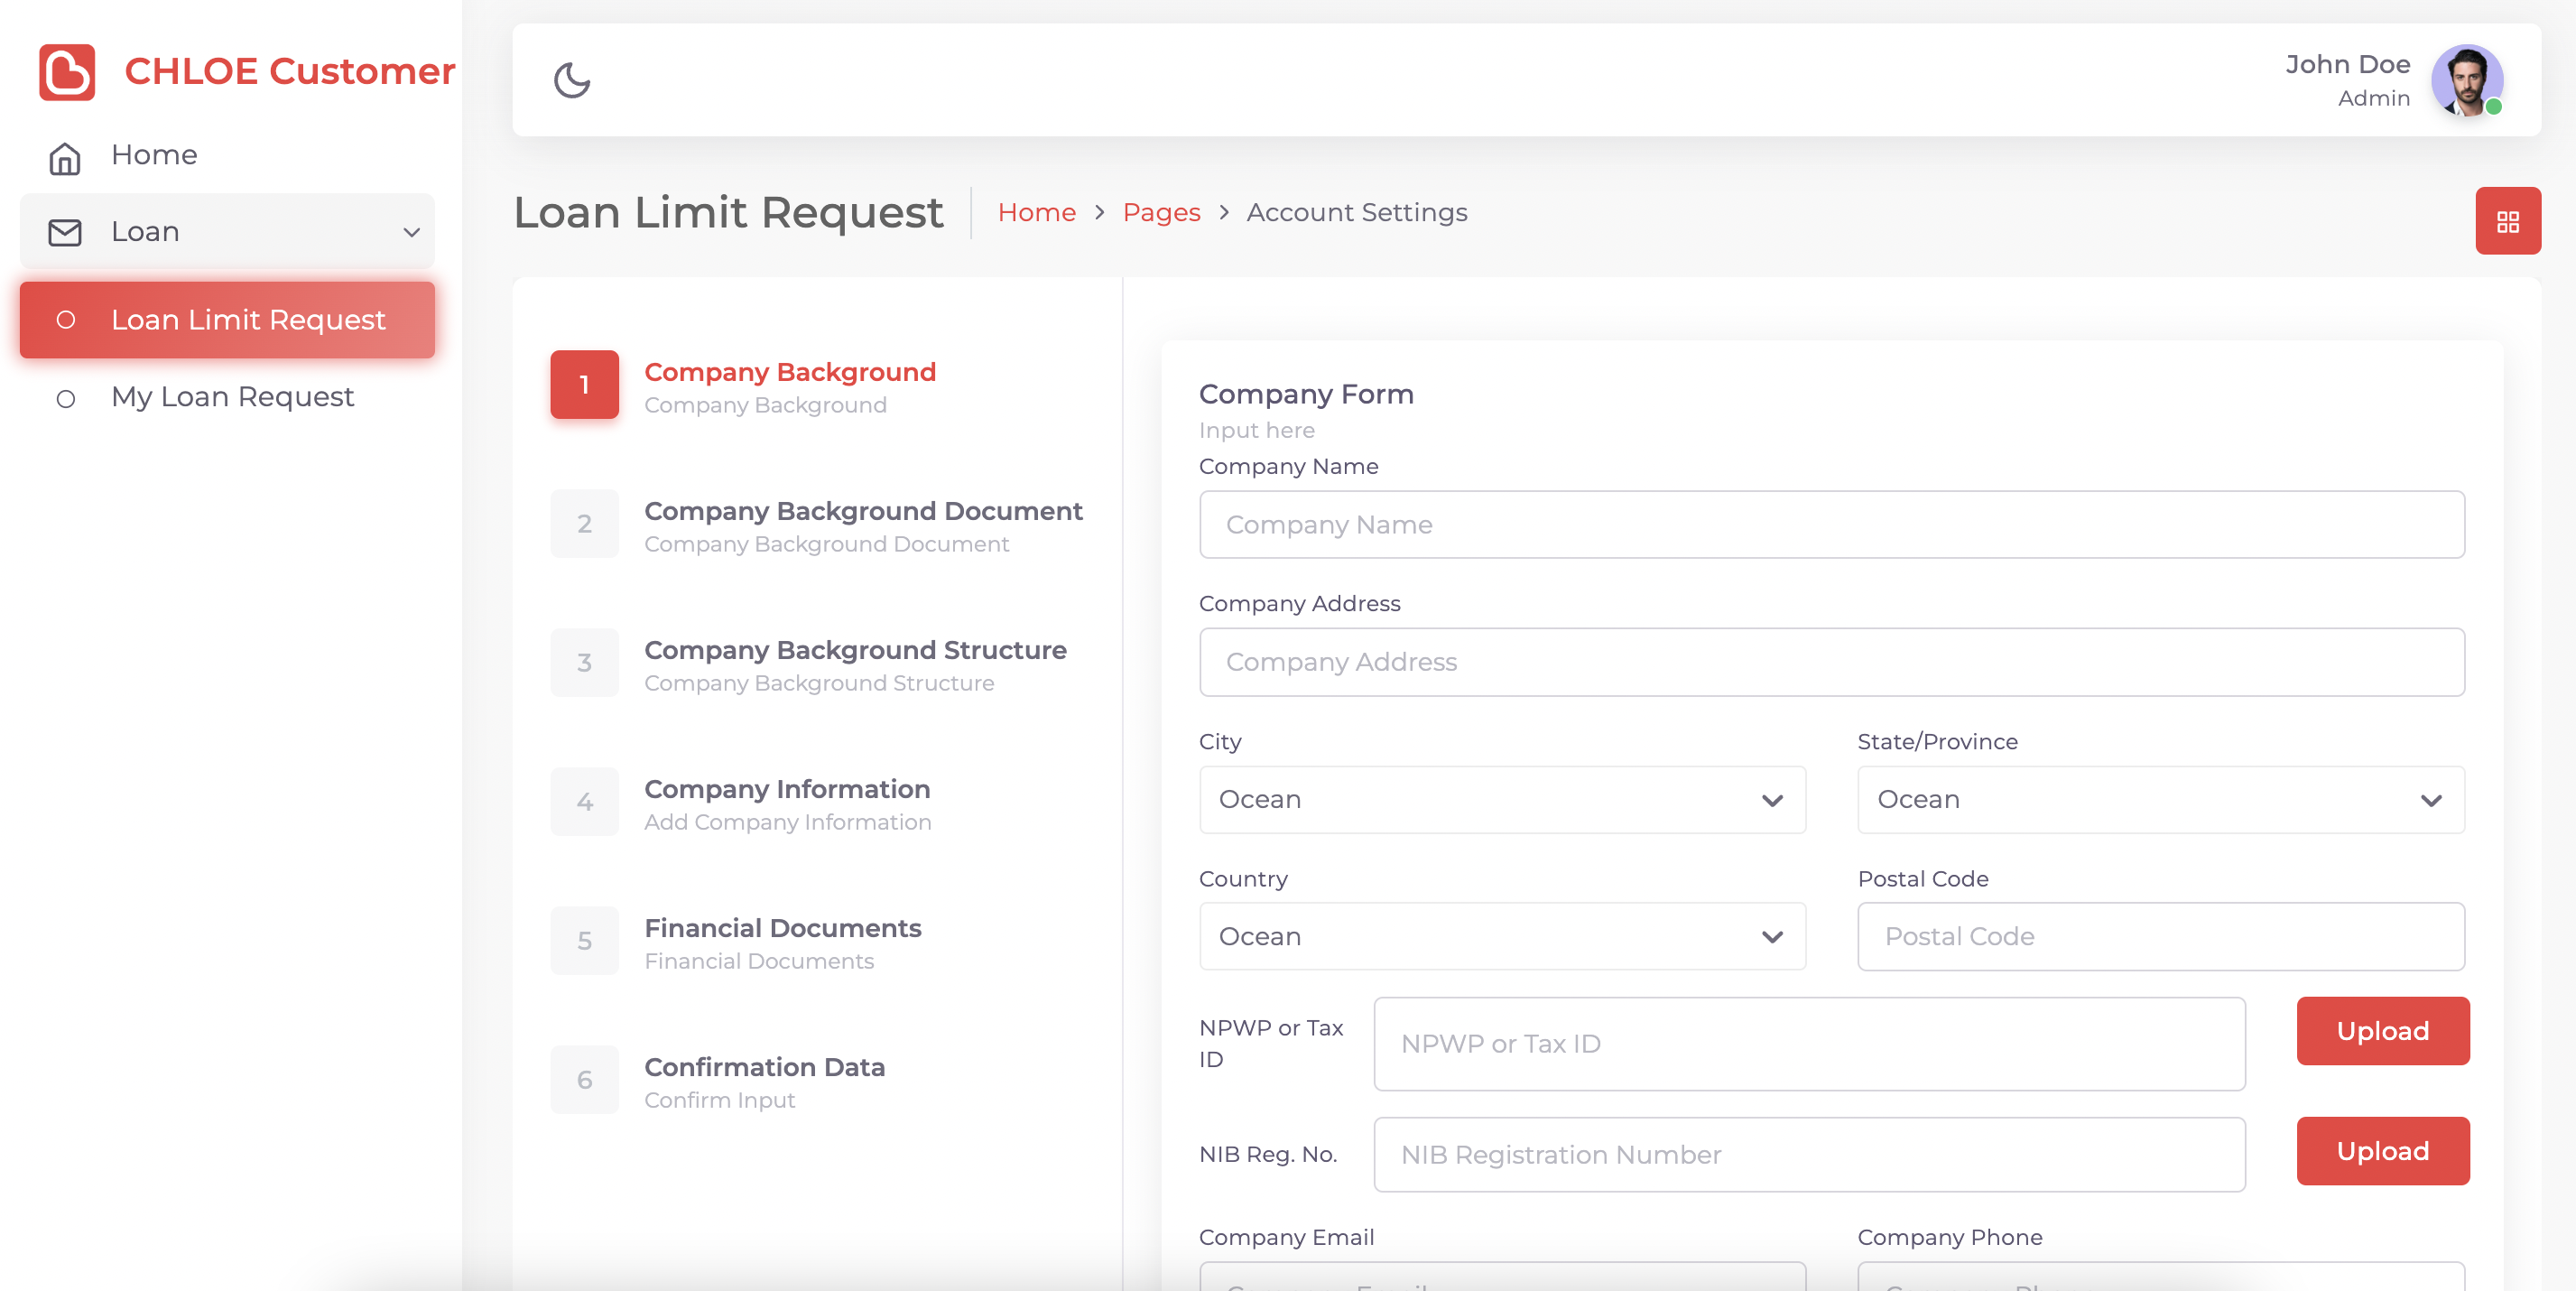 CHLOE Customer
Home
Loan
Loan Limit Request
My Loan Request
John Doe
Admin
Loan Limit Request
Home > Pages > Account Settings
1
Company Background
Company Background
2
Company Background Document
Company Background Document
3
Company Background Structure
Company Background Structure
4
Company Information
Add Company Information
5
Financial Documents
Financial Documents
6
Confirmation Data
Confirm Input
Company Form
Input here
Company Name
Company Name
Company Address
Company Address
City
Ocean
State/Province
Ocean
Country
Ocean
Postal Code
Postal Code
NPWP or Tax
ID
NPWP or Tax ID
Upload
NIB Reg. No.
NIB Registration Number
Upload
Company Email
Company Phone